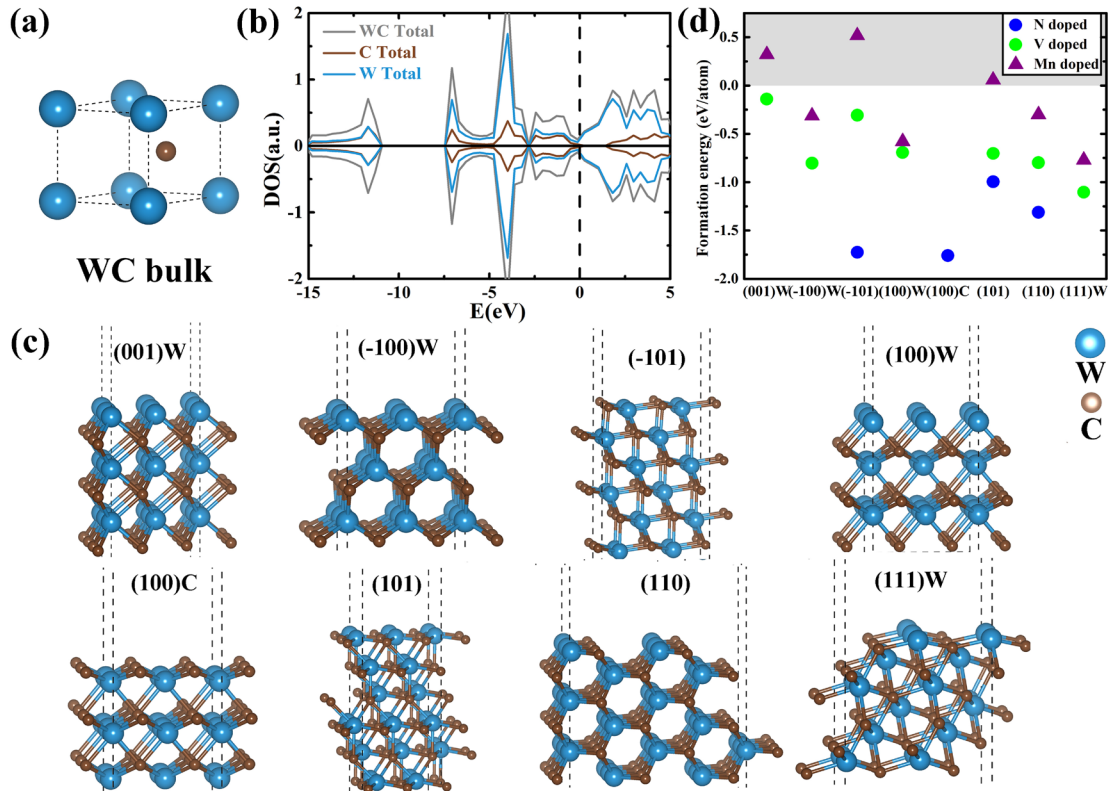 (a)
WC bulk
(b)
WC Total
C Total
W Total
DOS(a.u.)
2
1
0
-1
-2
-15
-10
-5
0
5
E(eV)
(d)
N doped
V doped
Mn doped
Formation energy (eV/atom)
0.5
0.0
-0.5
-1.0
-1.5
-2.0
(001)W(-100)W(-101)(100)W(100)C (101) (110) (111)W
(c)
(001)W
(-100)W
(-101)
(100)W
W
C
(100)C
(101)
(110)
(111)W